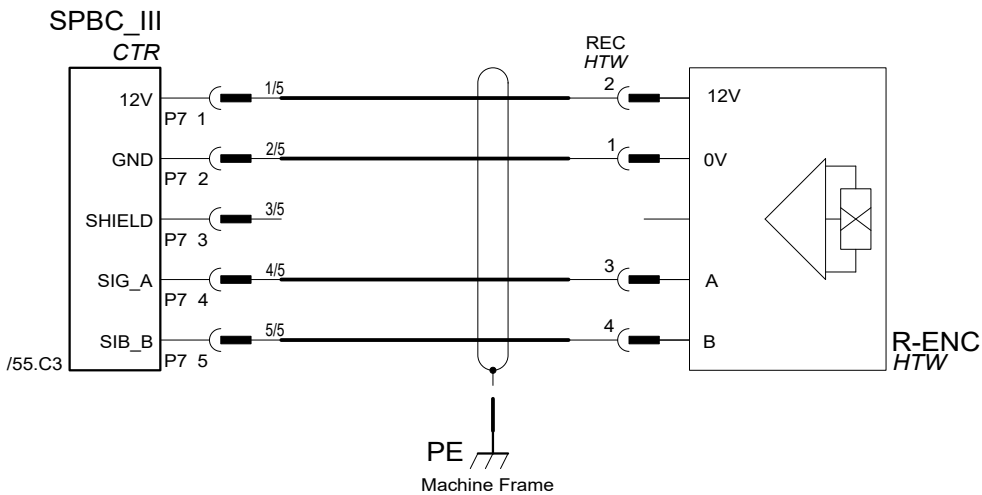 SPBC_III
CTR
12V
P7 1
1/5
GND
P7 2
2/5
SHIELD
P7 3
3/5
SIG_A
P7 4
4/5
SIB_B
P7 5
5/5
/55.C3
REC
HTW
2
12V
1
0V
3
A
4
B
R-ENC
HTW
PE
Machine Frame